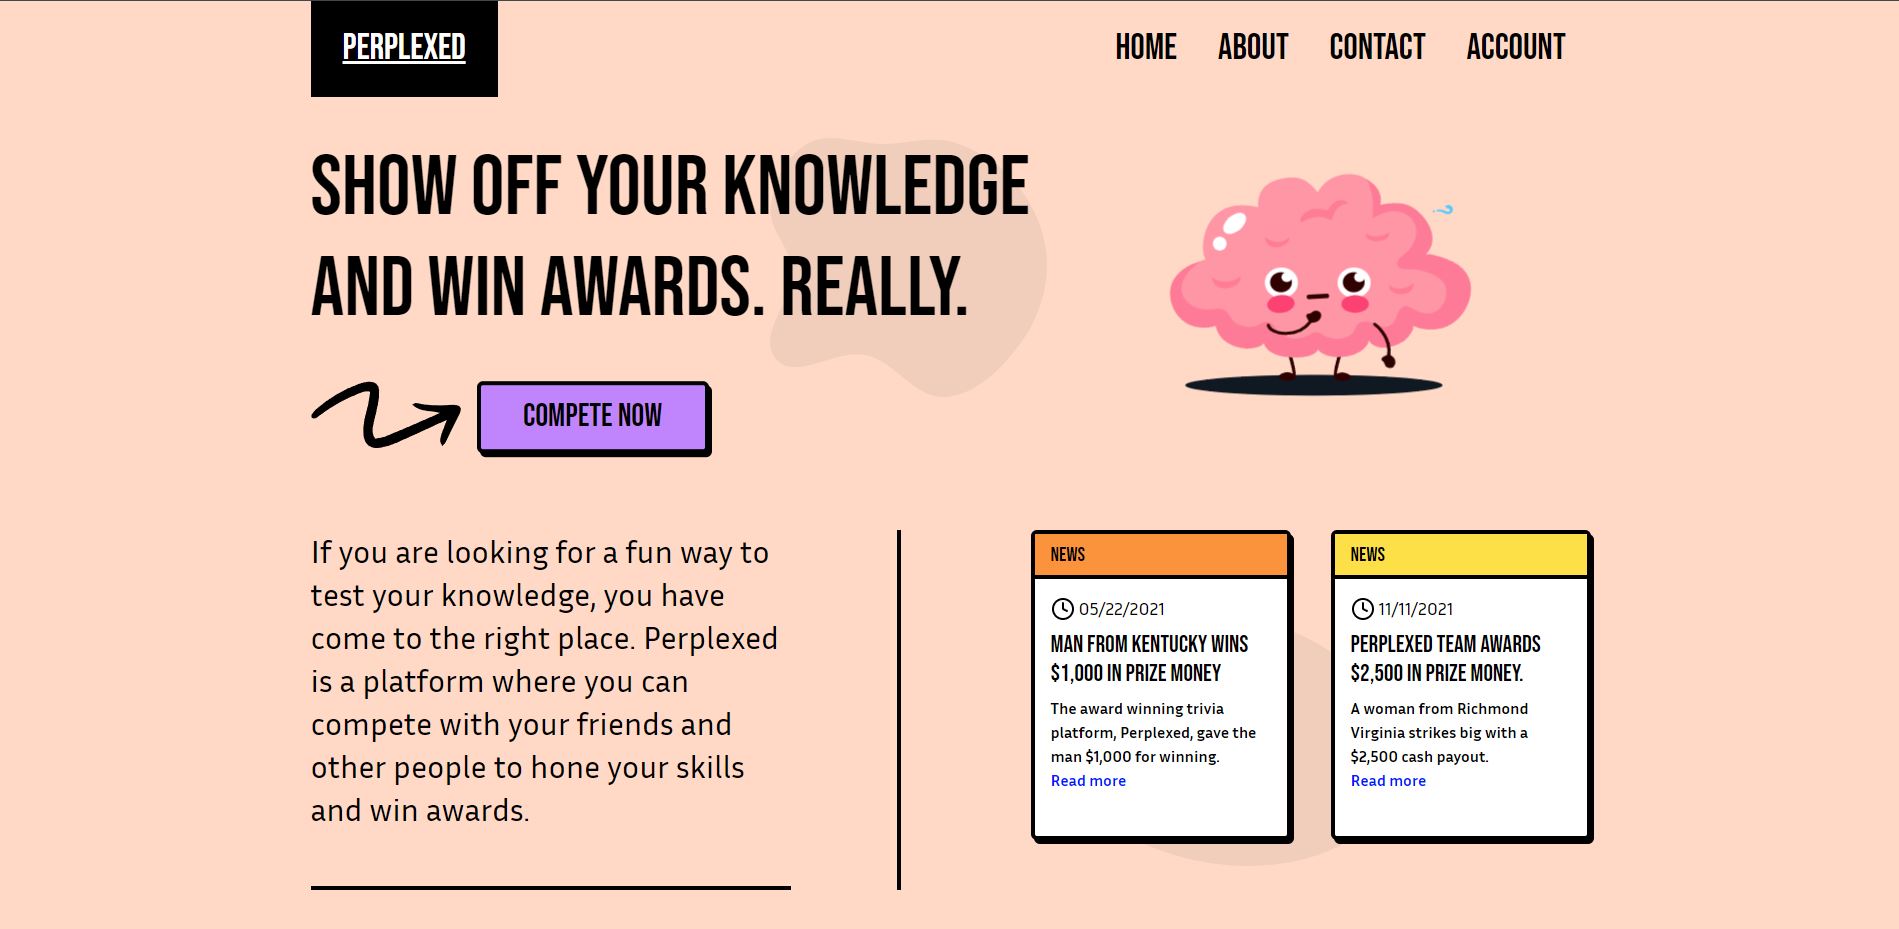 PERPLEXED
HOME ABOUT CONTACT ACCOUNT
SHOW OFF YOUR KNOWLEDGE
AND WIN AWARDS. REALLY.
COMPETE NOW
If you are looking for a fun way to
test your knowledge, you have
come to the right place. Perplexed
is a platform where you can
compete with your friends and
other people to hone your skills
and win awards.
NEWS
05/22/2021
MAN FROM KENTUCKY WINS
$1,000 IN PRIZE MONEY
The award winning trivia
platform, Perplexed, gave the
man $1,000 for winning.
Read more
NEWS
11/11/2021
PERPLEXED TEAM AWARDS
$2,500 IN PRIZE MONEY.
A woman from Richmond
Virginia strikes big with a
$2,500 cash payout.
Read more